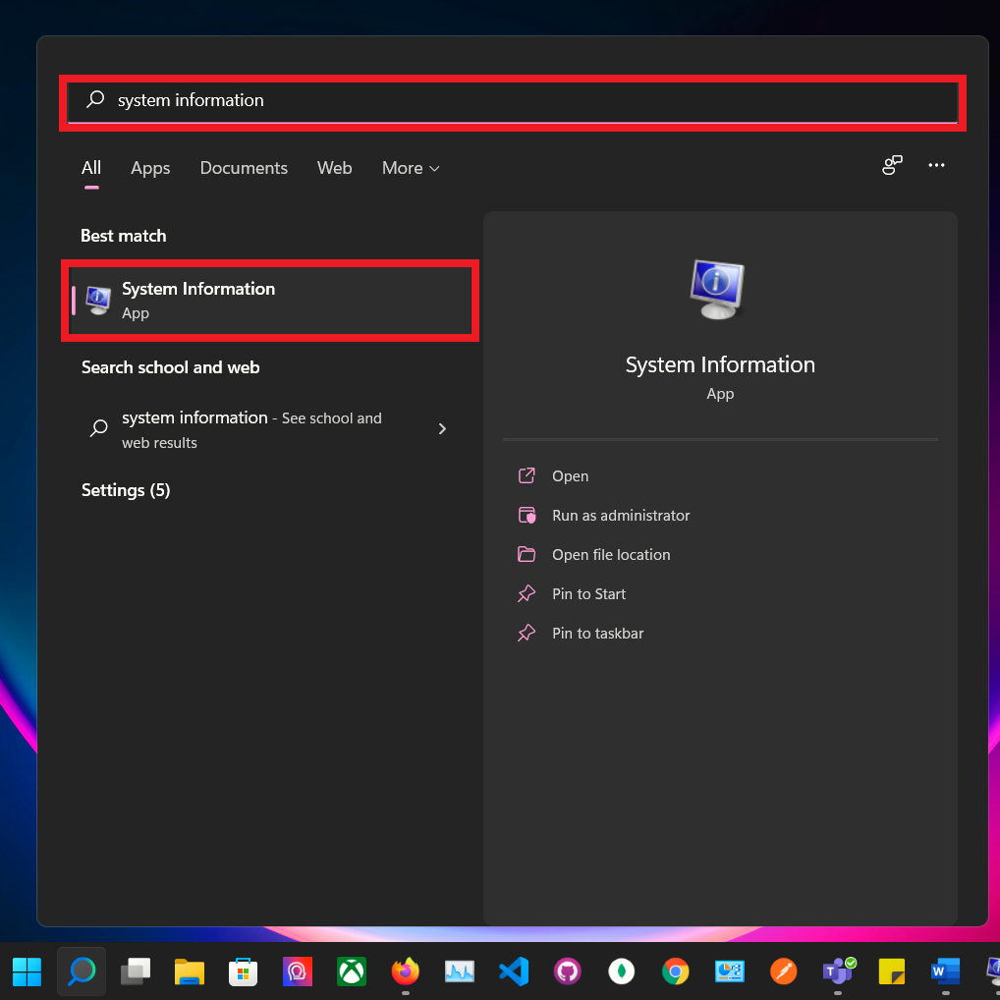 system information
All Apps Documents Web More
Best match
System Information
App
Search school and web
system information - See school and
web results
Settings (5)
System Information
App
Open
Run as administrator
Open file location
Pin to Start
Pin to taskbar